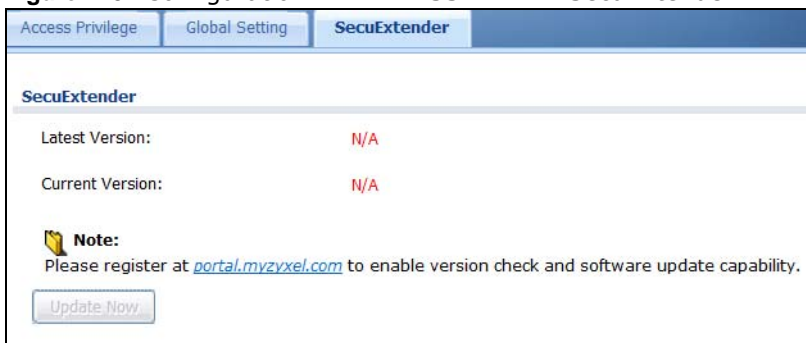 Access Privilege Global Setting SecuExtender
SecuExtender
Latest Version: N/A
Current Version: N/A
Note:
Please register at portal.myzyxel.com to enable version check and software update capability.
Update Now